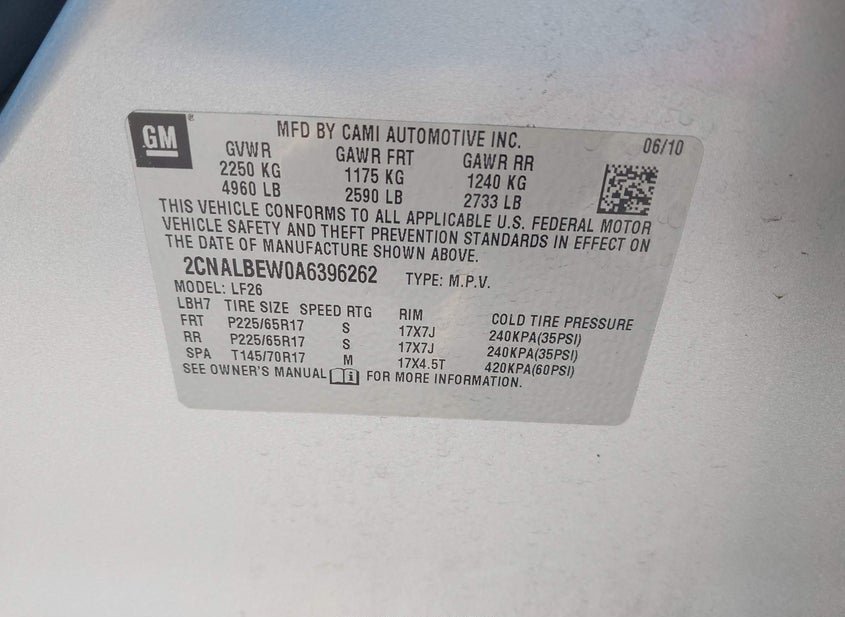 GM
MFD BY CAMI AUTOMOTIVE INC.
06/10
GVWR GAWR FRT GAWR RR
2250 KG 1175 KG 1240 KG
4960 LB 2590 LB 2733 LB
THIS VEHICLE CONFORMS TO ALL APPLICABLE U.S. FEDERAL MOTOR
VEHICLE SAFETY AND THEFT PREVENTION STANDARDS IN EFFECT ON
THE DATE OF MANUFACTURE SHOWN ABOVE.
2CNALBEW0A6396262 TYPE: M.P.V.
MODEL: LF26
LBH7 TIRE SIZE SPEED RTG RIM COLD TIRE PRESSURE
FRT P225/65R17 S 17X7J 240KPA(35PSI)
RR P225/65R17 S 17X7J 240KPA(35PSI)
SPA T145/70R17 M 17X4.5T 420KPA(60PSI)
SEE OWNER'S MANUAL FOR MORE INFORMATION.